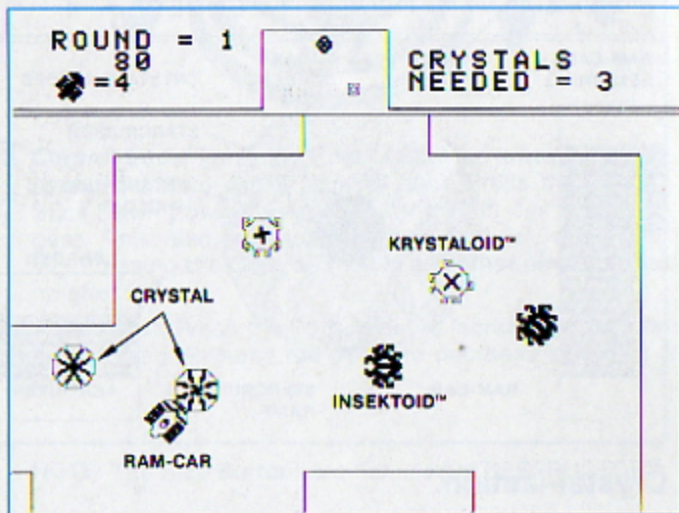 ROUND = 1
80
=4
CRYSTALS
NEEDED = 3
KRYSTALOID™
CRYSTAL
INSEKTOID™
RAM-CAR